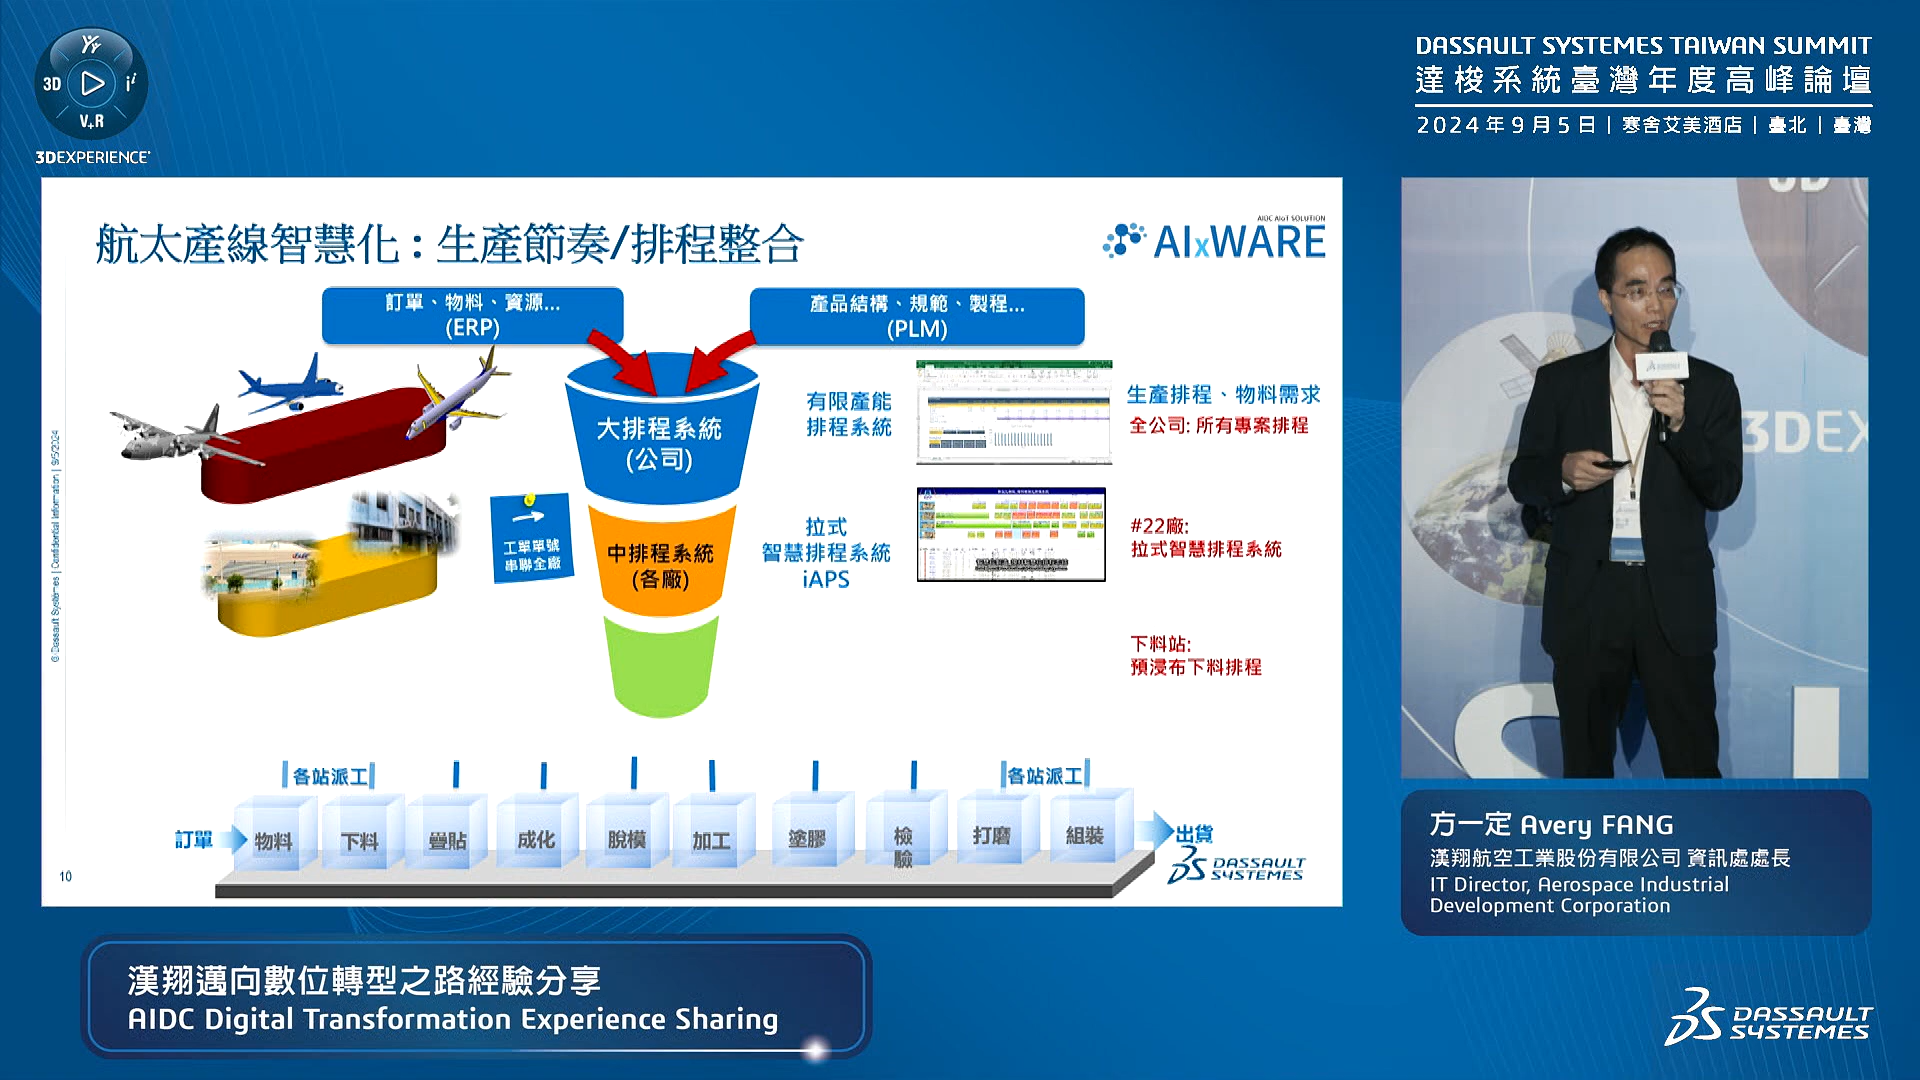 3D
V+R
3DEXPERIENCE
DASSAULT SYSTEMES TAIWAN SUMMIT
達梭系統臺灣年度高峰論壇
2024年9月5日 | 寒舍艾美酒店 | 臺北 | 臺灣
航太產線智慧化 : 生產節奏/排程整合
AIDC AIoT SOLUTION
AIxWARE
訂單、物料、資源...
(ERP)
產品結構、規範、製程...
(PLM)
大排程系統
(公司)
有限產能
排程系統
生產排程、物料需求
全公司: 所有專案排程
工單單號
串聯全廠
中排程系統
(各廠)
拉式
智慧排程系統
iAPS
#22廠:
拉式智慧排程系統
下料站:
預浸布下料排程
各站派工
各站派工
訂單
物料
下料
疊貼
成化
脫模
加工
塗膠
檢
驗
打磨
組裝
出貨
DASSAULT
SYSTEMES
10
© Dassault Systèmes | Confidential Information | 9/5/2024
3DEX
方一定 Avery FANG
漢翔航空工業股份有限公司 資訊處處長
IT Director, Aerospace Industrial
Development Corporation
漢翔邁向數位轉型之路經驗分享
AIDC Digital Transformation Experience Sharing
DASSAULT
SYSTEMES